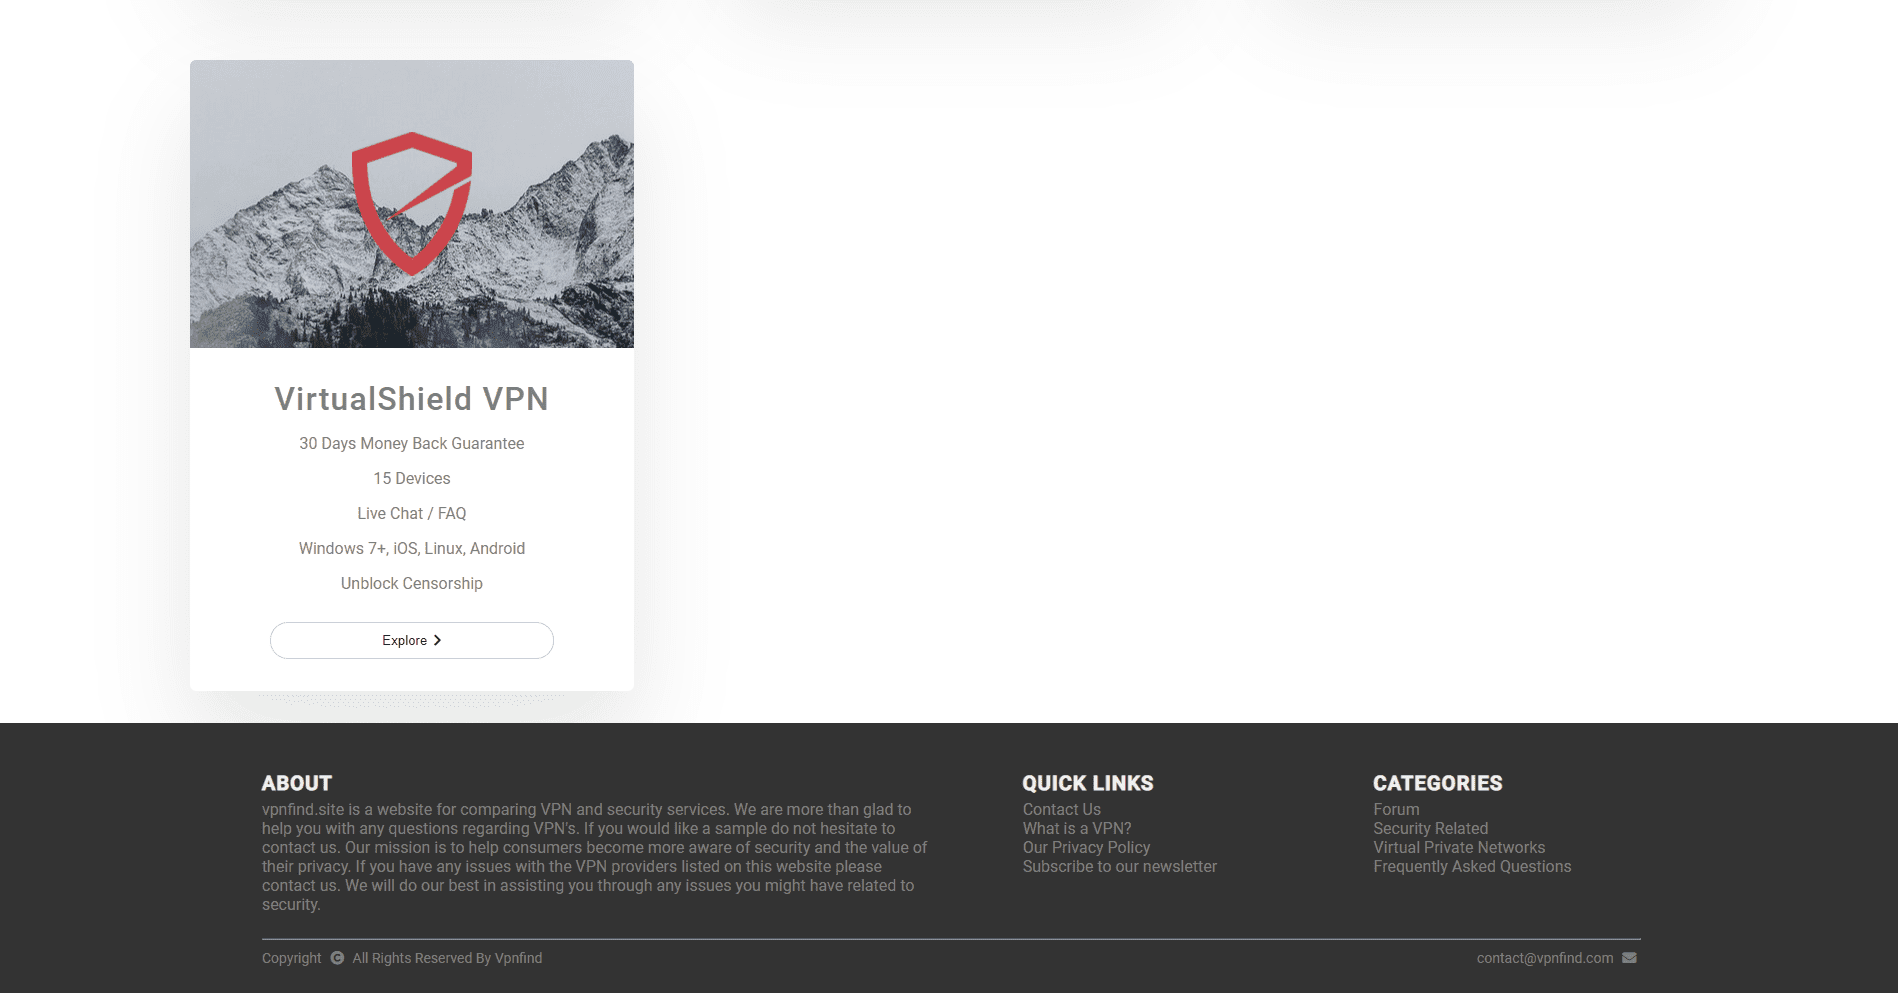 VirtualShield VPN
30 Days Money Back Guarantee
15 Devices
Live Chat / FAQ
Windows 7+, iOS, Linux, Android
Unblock Censorship
Explore
ABOUT
vpnfind.site is a website for comparing VPN and security services. We are more than glad to
help you with any questions regarding VPN's. If you would like a sample do not hesitate to
contact us. Our mission is to help consumers become more aware of security and the value of
their privacy. If you have any issues with the VPN providers listed on this website please
contact us. We will do our best in assisting you through any issues you might have related to
security.
QUICK LINKS
Contact Us
What is a VPN?
Our Privacy Policy
Subscribe to our newsletter
CATEGORIES
Forum
Security Related
Virtual Private Networks
Frequently Asked Questions
Copyright © All Rights Reserved By Vpnfind
contact@vpnfind.com